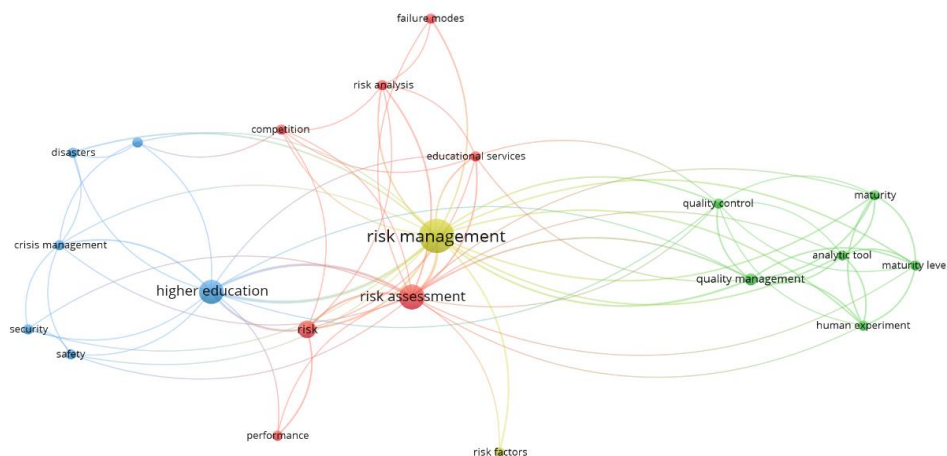 failure modes
risk analysis
competition
disasters
educational services
maturity
quality control
risk management
crisis management
analytic tool
maturity level
quality management
higher education
risk assessment
security
risk
human experiment
safety
performance
risk factors